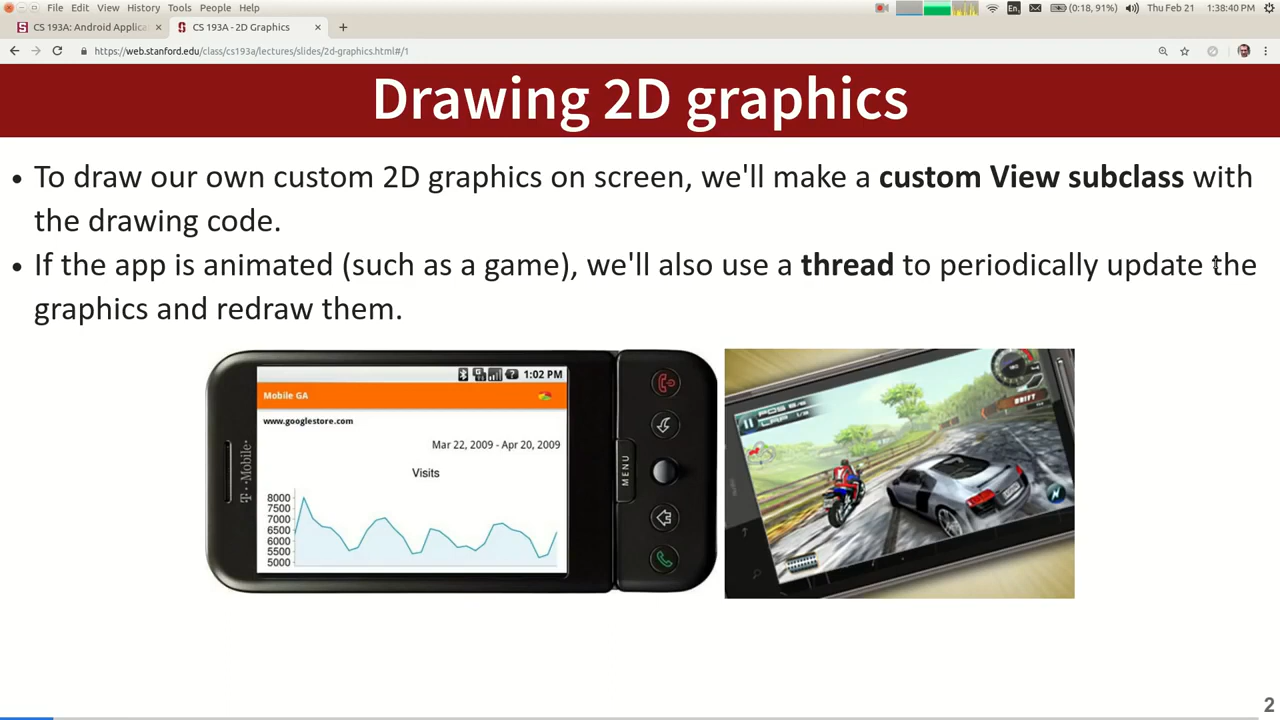 File Edit View History Tools People Help
En (0:18, 91%) Thu Feb 21 1:38:40 PM
CS 193A: Android Applica
CS 193A - 2D Graphics
https://web.stanford.edu/class/cs193a/lectures/slides/2d-graphics.html#/1
Drawing 2D graphics
• To draw our own custom 2D graphics on screen, we'll make a custom View subclass with
the drawing code.
• If the app is animated (such as a game), we'll also use a thread to periodically update the
graphics and redraw them.
1:02 PM
Mobile GA
www.googlestore.com
Mar 22, 2009 - Apr 20, 2009
Visits
8000
7500
7000
6500
6000
5500
5000
T··Mobile·
MENU
DRIFT
2